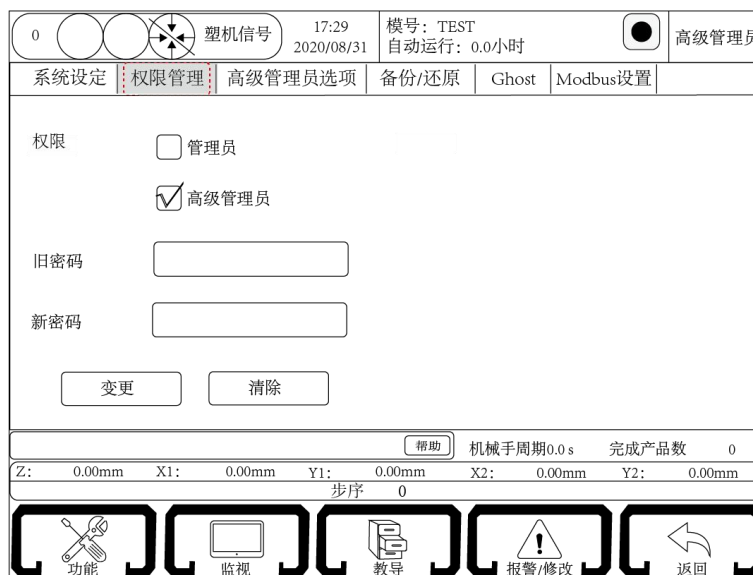 0 塑机信号 17:29 2020/08/31 模号：TEST 自动运行：0.0小时 高级管理员
系统设定 权限管理 高级管理员选项 备份/还原 Ghost Modbus设置
权限 管理员
高级管理员
旧密码
新密码
变更 清除
帮助 机械手周期0.0 s 完成产品数 0
Z: 0.00mm X1: 0.00mm Y1: 0.00mm X2: 0.00mm Y2: 0.00mm
步序 0
功能 监视 教导 报警/修改 返回